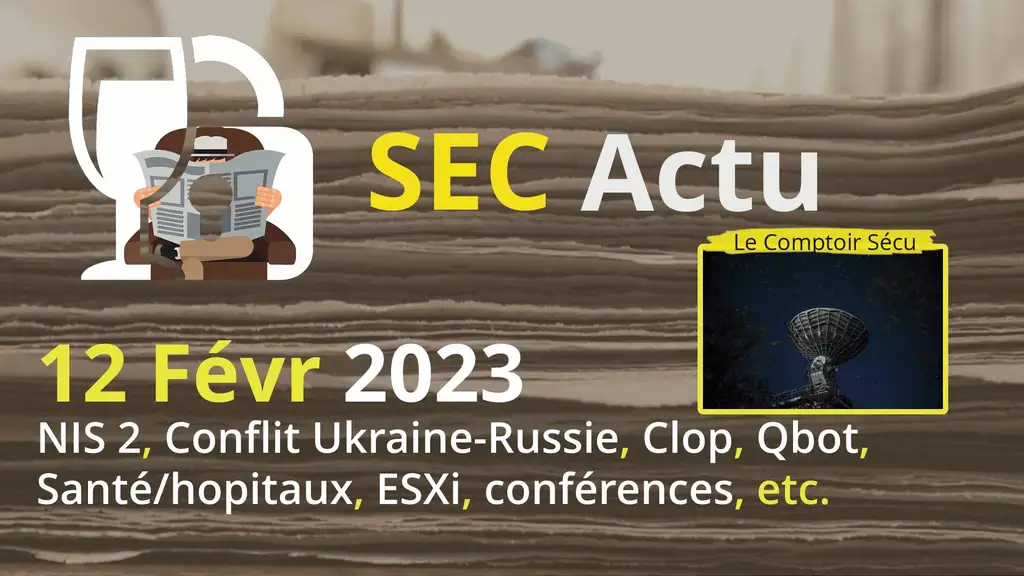 SEC Actu
Le Comptoir Sécu
12 Févr 2023
NIS 2, Conflit Ukraine-Russie, Clop, Qbot,
Santé/hopitaux, ESXi, conférences, etc.